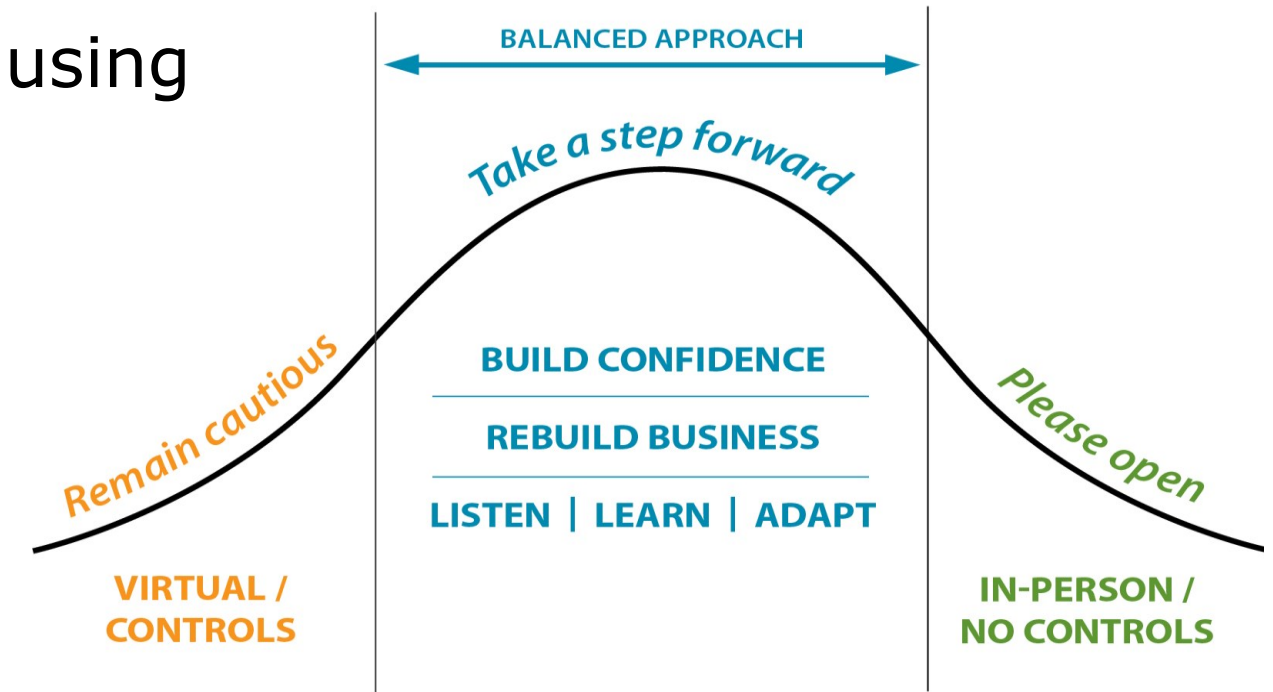 using
BALANCED APPROACH
Take a step forward
Remain cautious
BUILD CONFIDENCE
REBUILD BUSINESS
LISTEN | LEARN | ADAPT
Please open
VIRTUAL /
CONTROLS
IN-PERSON /
NO CONTROLS